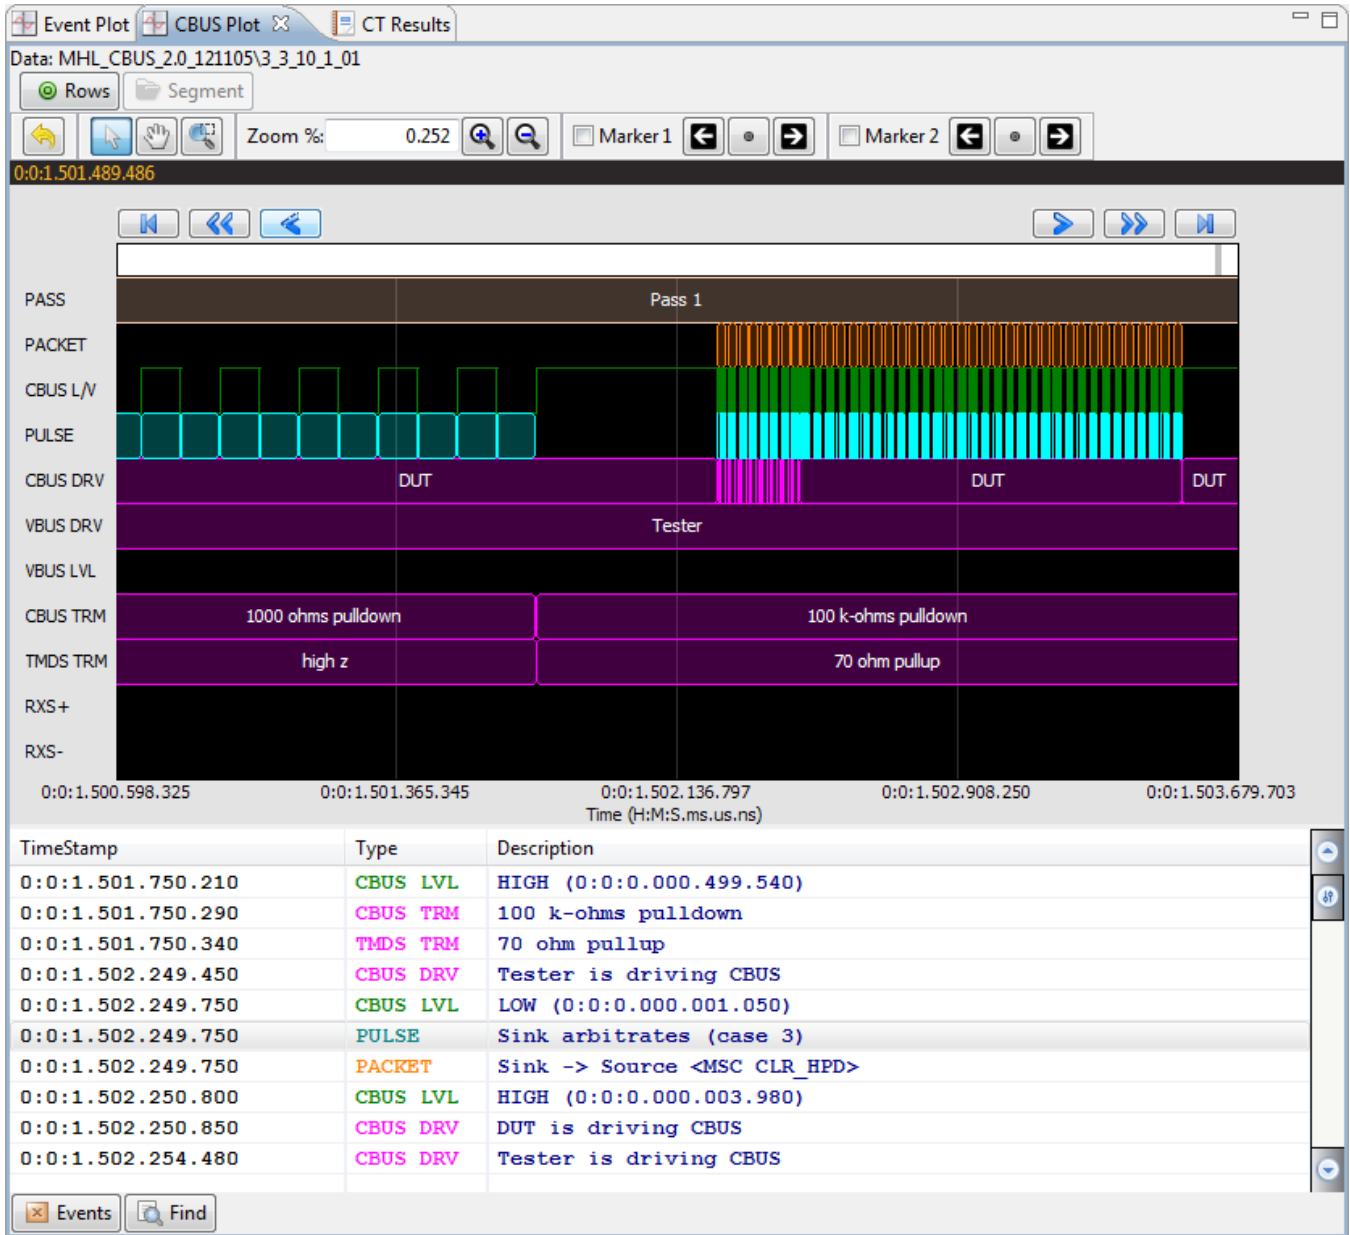 Event Plot CBUS Plot CT Results
Data: MHL_CBUS_2.0_121105\3_3_10_1_01
Rows Segment
Zoom %: 0.252 Marker 1 Marker 2
0:0:1.501.489.486
PASS Pass 1
PACKET
CBUS L/V
PULSE
CBUS DRV DUT DUT DUT
VBUS DRV Tester
VBUS LVL
CBUS TRM 1000 ohms pulldown 100 k-ohms pulldown
TMDS TRM high z 70 ohm pullup
RXS+
RXS-
0:0:1.500.598.325 0:0:1.501.365.345 0:0:1.502.136.797 0:0:1.502.908.250 0:0:1.503.679.703
Time (H:M:S.ms.us.ns)
TimeStamp Type Description
0:0:1.501.750.210 CBUS LVL HIGH (0:0:0.000.499.540)
0:0:1.501.750.290 CBUS TRM 100 k-ohms pulldown
0:0:1.501.750.340 TMDS TRM 70 ohm pullup
0:0:1.502.249.450 CBUS DRV Tester is driving CBUS
0:0:1.502.249.750 CBUS LVL LOW (0:0:0.000.001.050)
0:0:1.502.249.750 PULSE Sink arbitrates (case 3)
0:0:1.502.249.750 PACKET Sink -> Source <MSC CLR_HPD>
0:0:1.502.250.800 CBUS LVL HIGH (0:0:0.000.003.980)
0:0:1.502.250.850 CBUS DRV DUT is driving CBUS
0:0:1.502.254.480 CBUS DRV Tester is driving CBUS
Events Find